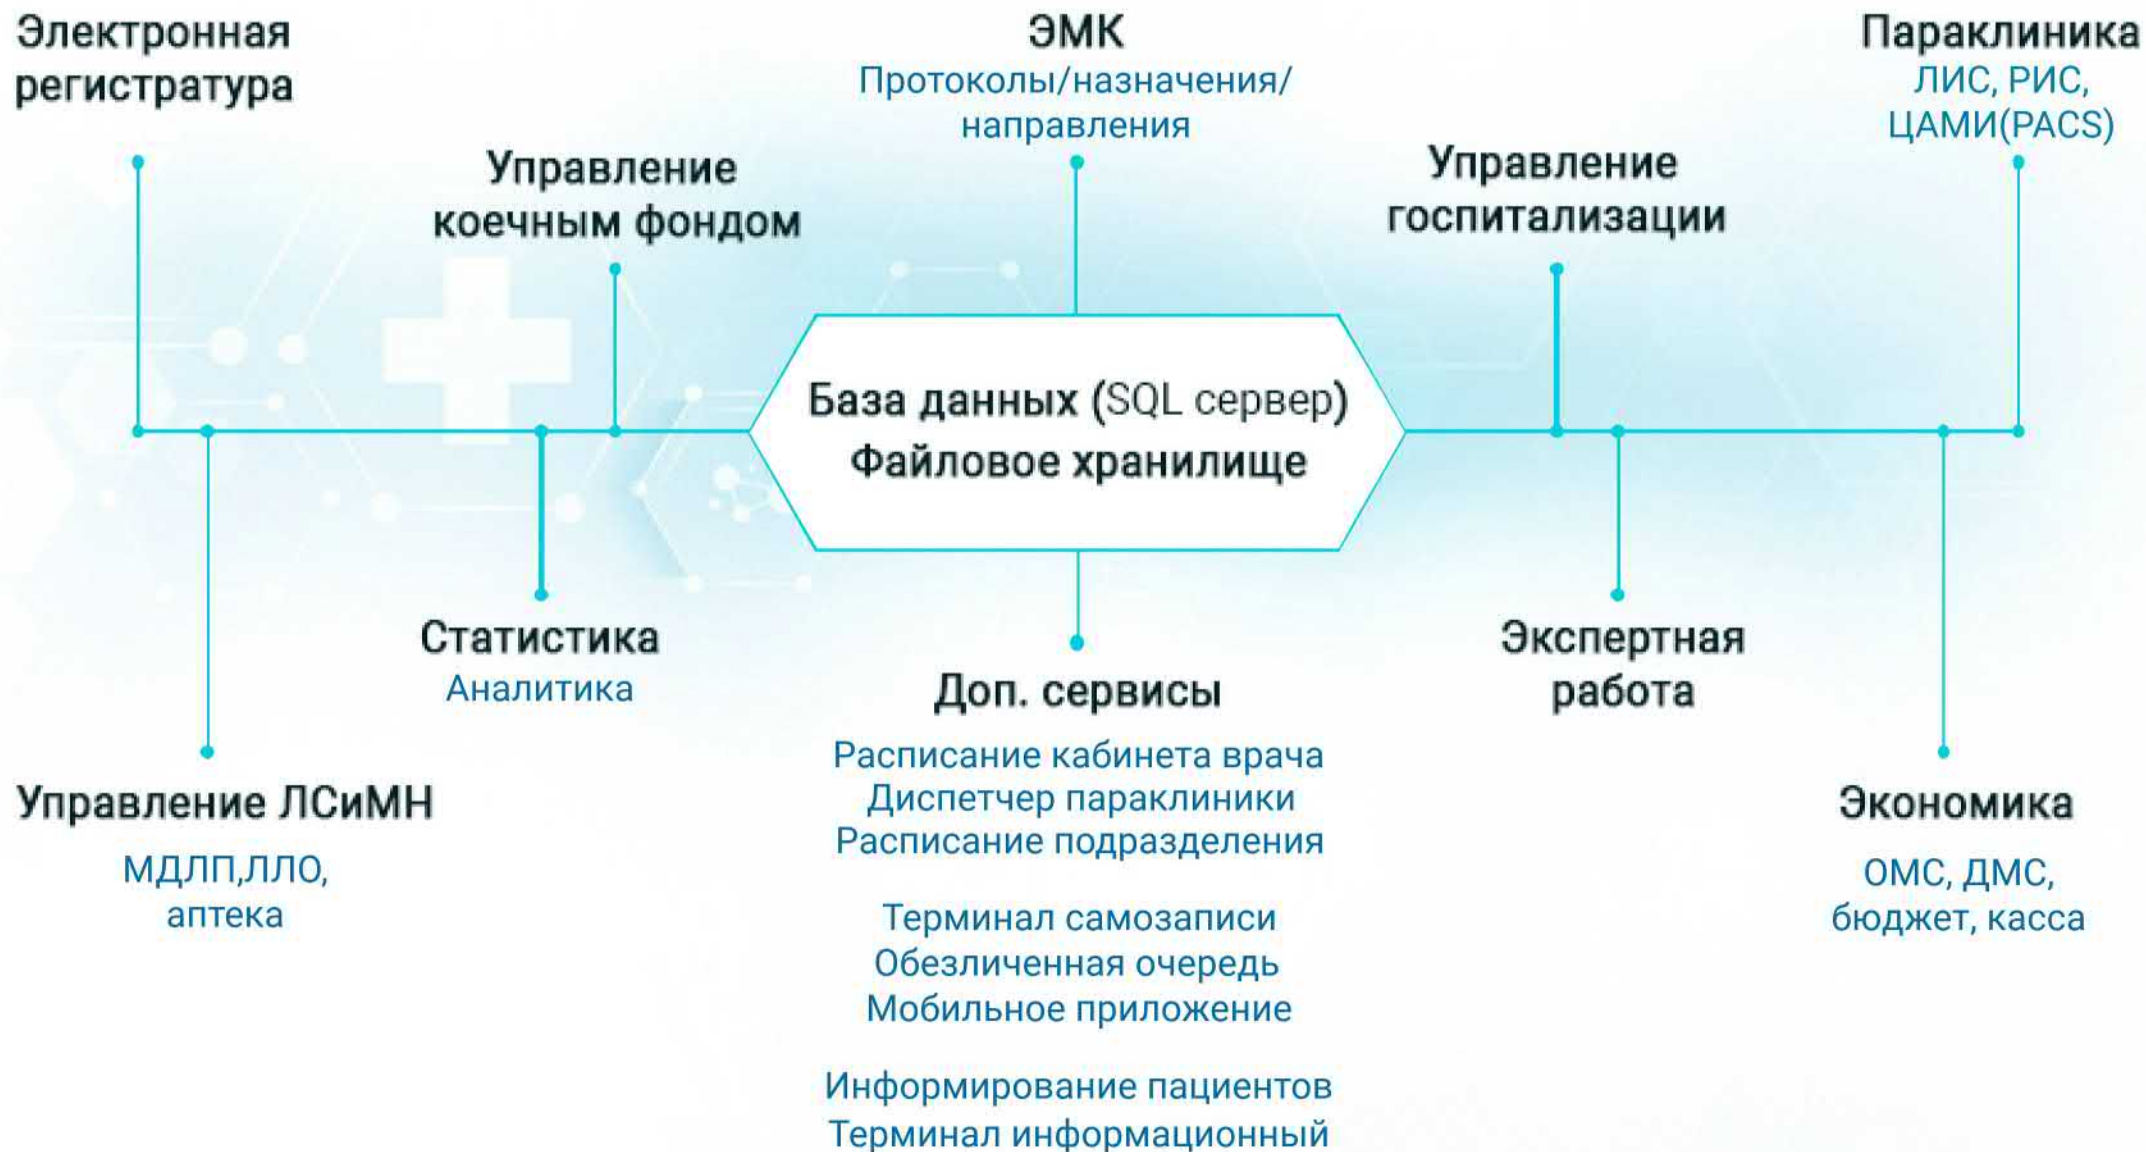 Электронная
регистратура
ЭМК
Протоколы/назначения/
направления
Параклиника
ЛИС, РИС,
ЦАМИ(PACS)
Управление
коечным фондом
Управление
госпитализации
База данных (SQL сервер)
Файловое хранилище
Статистика
Аналитика
Доп. сервисы
Расписание кабинета врача
Диспетчер параклиники
Расписание подразделения
Терминал самозаписи
Обезличенная очередь
Мобильное приложение
Информирование пациентов
Терминал информационный
Экспертная
работа
Управление ЛСиМН
МДЛП,ЛЛО,
аптека
Экономика
ОМС, ДМС,
бюджет, касса